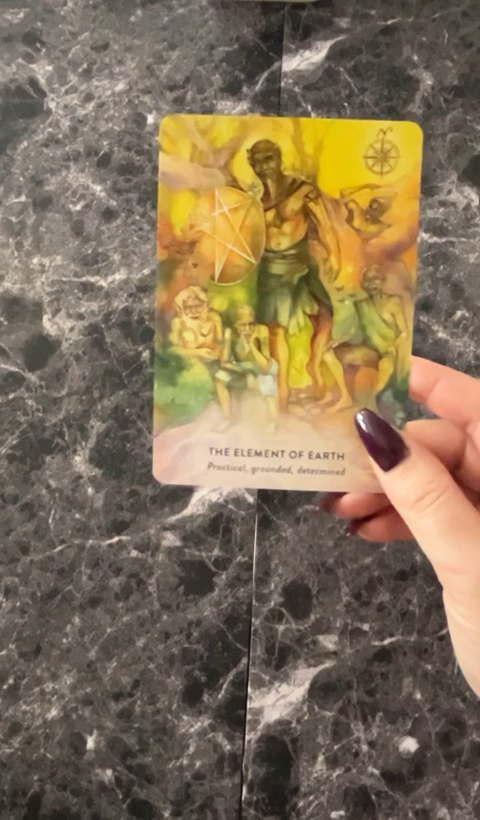 THE ELEMENT OF EARTH
Practical, grounded, determined